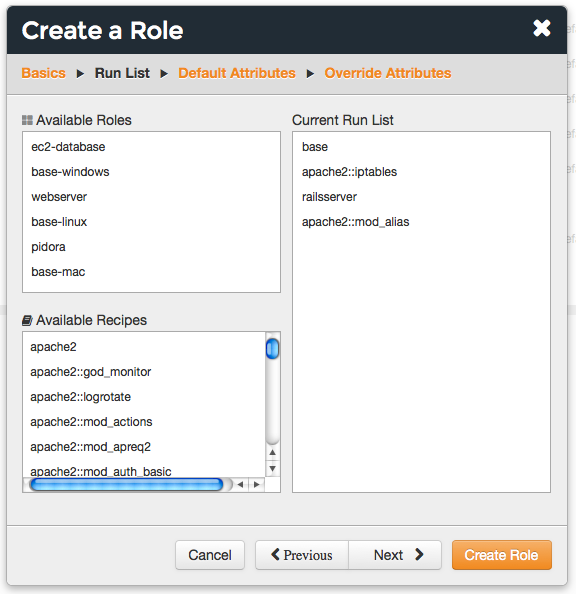 Create a Role
Basics Run List Default Attributes Override Attributes
Available Roles
ec2-database
base-windows
webserver
base-linux
pidora
base-mac
Available Recipes
apache2
apache2::god_monitor
apache2::logrotate
apache2::mod_actions
apache2::mod_apreq2
apache2::mod_auth_basic
Current Run List
base
apache2::iptables
railsserver
apache2::mod_alias
Cancel Previous Next Create Role